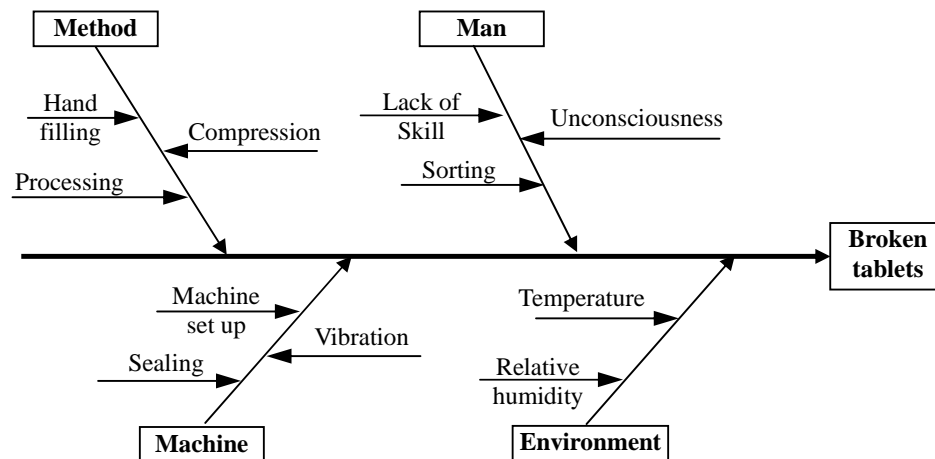 Method
Man
Hand
filling
Compression
Processing
Lack of
Skill
Unconsciousness
Sorting
Broken
tablets
Machine
set up
Vibration
Sealing
Temperature
Relative
humidity
Machine
Environment